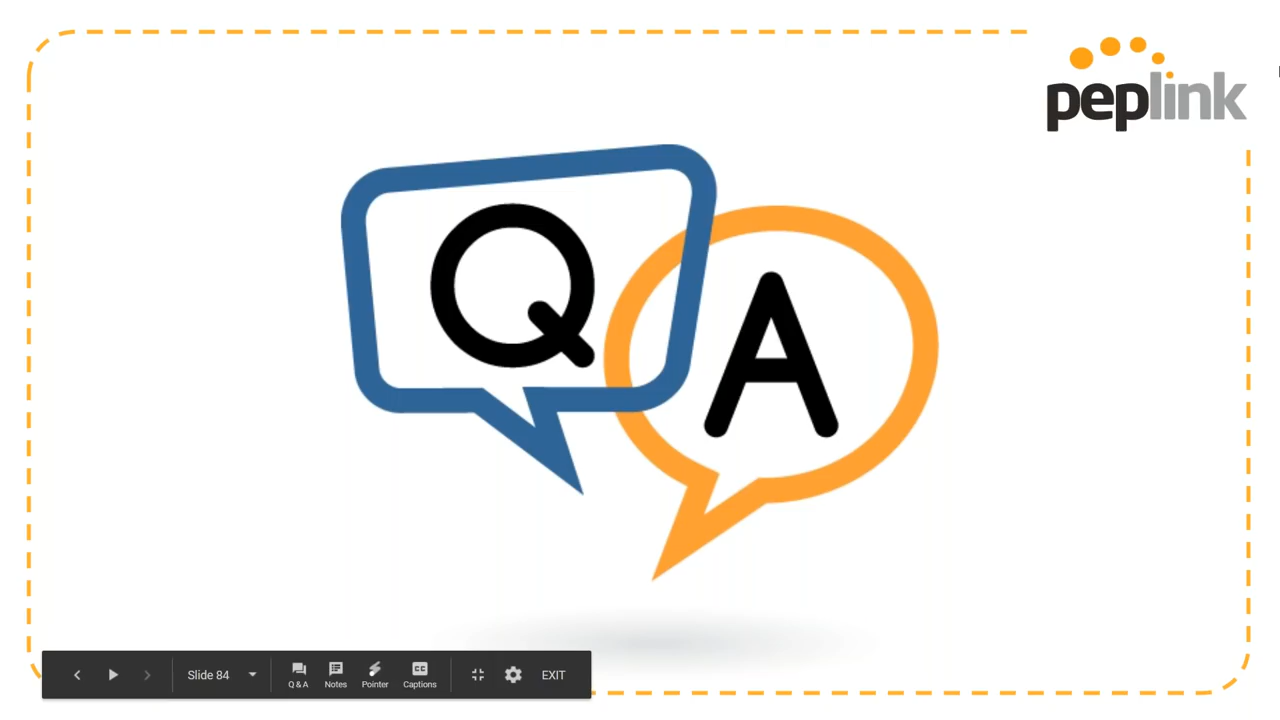 peplink
Q
A
Slide 84
Q & A
Notes
Pointer
Captions
EXIT